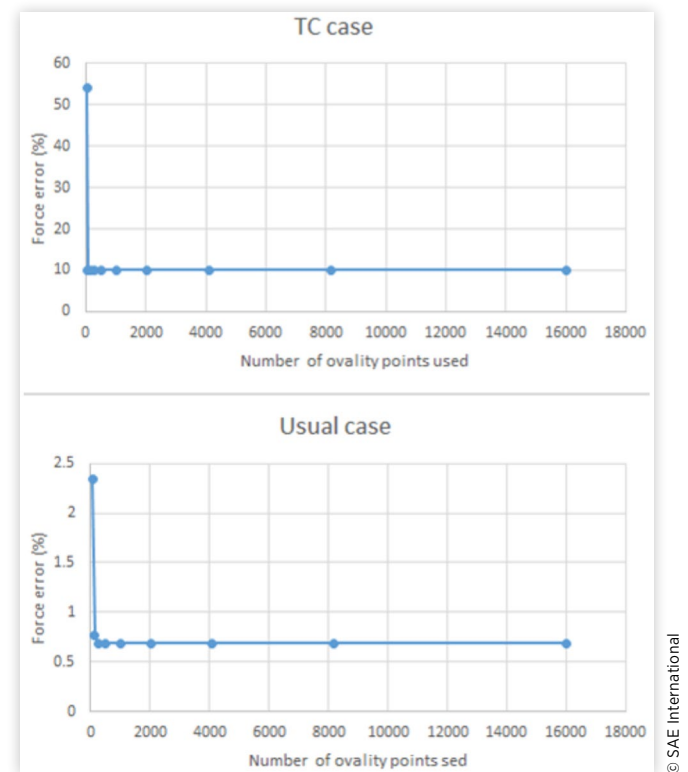 TC case
60
50
40
30
20
10
0
Force error (%)
0 2000 4000 6000 8000 10000 12000 14000 16000 18000
Number of ovality points used
Usual case
2.5
2
1.5
1
0.5
0
Force error (%)
0 2000 4000 6000 8000 10000 12000 14000 16000 18000
Number of ovality points sed
© SAE International